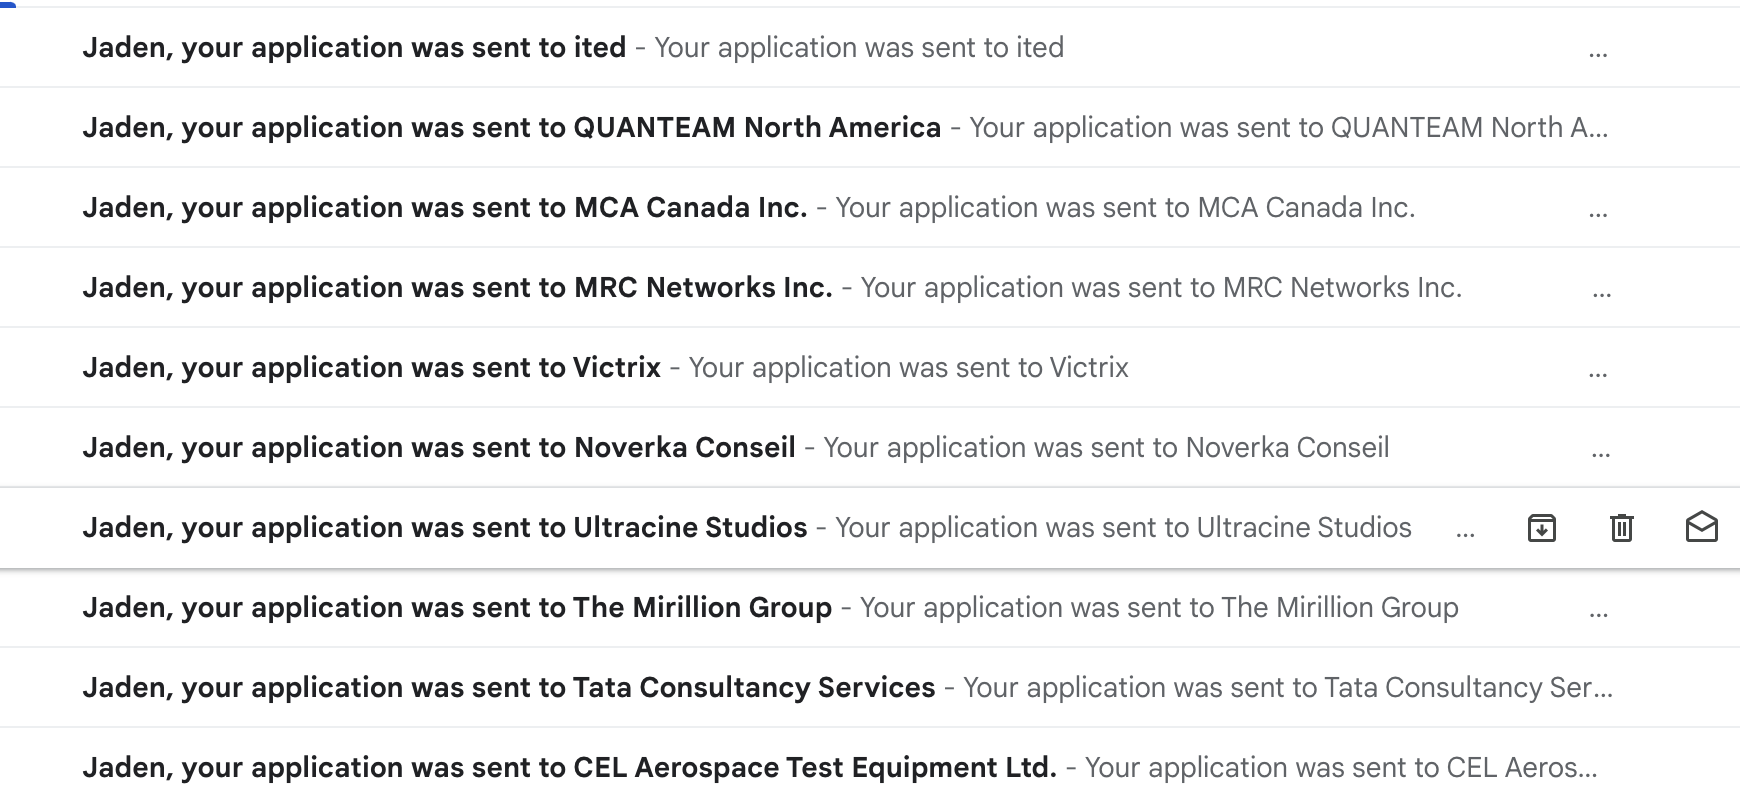 Jaden, your application was sent to ited - Your application was sent to ited ...
Jaden, your application was sent to QUANTEAM North America - Your application was sent to QUANTEAM North A...
Jaden, your application was sent to MCA Canada Inc. - Your application was sent to MCA Canada Inc. ...
Jaden, your application was sent to MRC Networks Inc. - Your application was sent to MRC Networks Inc. ...
Jaden, your application was sent to Victrix - Your application was sent to Victrix ...
Jaden, your application was sent to Noverka Conseil - Your application was sent to Noverka Conseil ...
Jaden, your application was sent to Ultracine Studios - Your application was sent to Ultracine Studios ...
Jaden, your application was sent to The Mirillion Group - Your application was sent to The Mirillion Group ...
Jaden, your application was sent to Tata Consultancy Services - Your application was sent to Tata Consultancy Ser...
Jaden, your application was sent to CEL Aerospace Test Equipment Ltd. - Your application was sent to CEL Aeros...